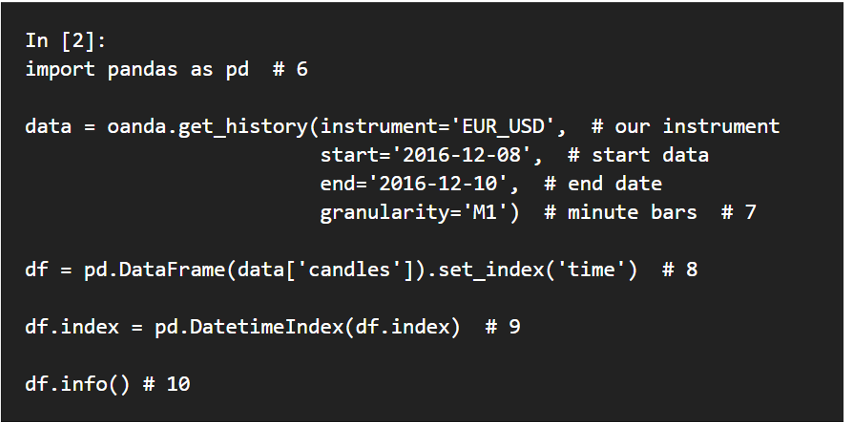 In [2]:
import pandas as pd  # 6
data = oanda.get_history(instrument='EUR_USD',  # our instrument
                         start='2016-12-08',  # start data
                         end='2016-12-10',  # end date
                         granularity='M1')  # minute bars  # 7
df = pd.DataFrame(data['candles']).set_index('time')  # 8
df.index = pd.DatetimeIndex(df.index)  # 9
df.info() # 10